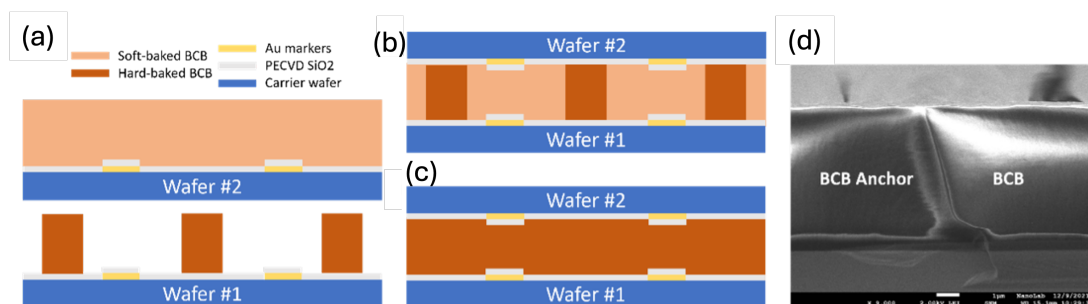 (a)
Soft-baked BCB
Hard-baked BCB
Au markers
PECVD SiO2
Carrier wafer
Wafer #2
Wafer #1
(b)
Wafer #2
Wafer #1
(c)
Wafer #2
Wafer #1
(d)
BCB Anchor
BCB
1µm
NanoLab